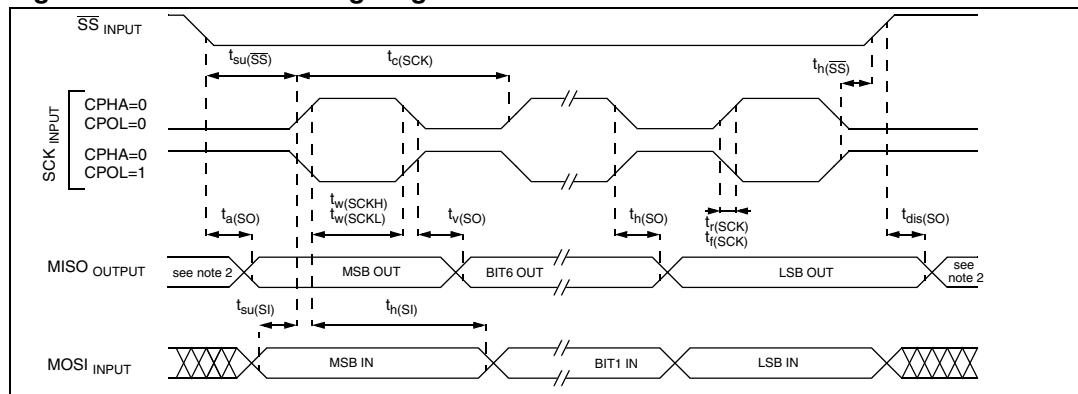 SS INPUT
tsu(SS)
tc(SCK)
th(SS)
SCK INPUT
CPHA=0
CPOL=0
CPHA=0
CPOL=1
ta(SO)
tw(SCKH)
tw(SCKL)
tv(SO)
th(SO)
tr(SCK)
tf(SCK)
tdis(SO)
MISO OUTPUT
see note 2
MSB OUT
BIT6 OUT
LSB OUT
see
note 2
tsu(SI)
th(SI)
MOSI INPUT
MSB IN
BIT1 IN
LSB IN